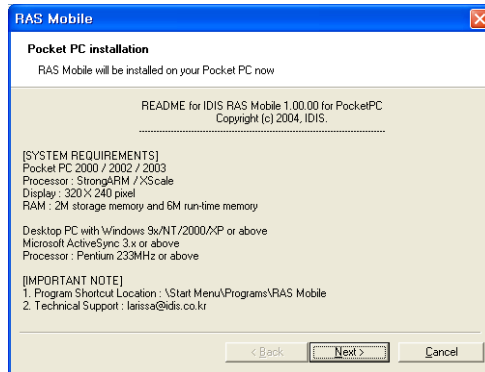 RAS Mobile
Pocket PC installation
RAS Mobile will be installed on your Pocket PC now
README for IDIS RAS Mobile 1.00.00 for PocketPC
Copyright (c) 2004, IDIS.
[SYSTEM REQUIREMENTS]
Pocket PC 2000 / 2002 / 2003
Processor : StrongARM / XScale
Display : 320 X 240 pixel
RAM : 2M storage memory and 6M run-time memory
Desktop PC with Windows 9x/NT/2000/XP or above
Microsoft ActiveSync 3.x or above
Processor : Pentium 233MHz or above
[IMPORTANT NOTE]
1. Program Shortcut Location : \Start Menu\Programs\RAS Mobile
2. Technical Support : larissa@idis.co.kr
< Back Next > Cancel